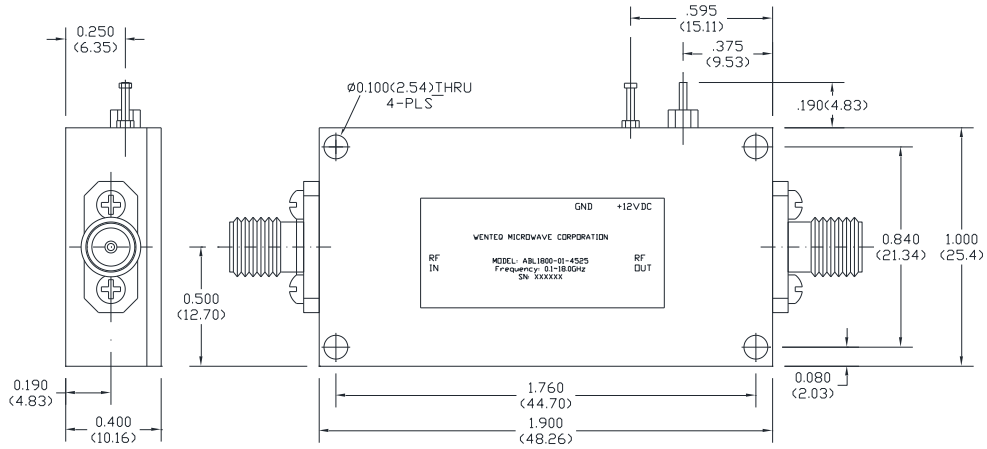 0.250
(6.35)
.595
(15.11)
.375
(9.53)
Ø0.100(2.54)THRU
4-PLS
.190(4.83)
GND +12VDC
WENTEQ MICROWAVE CORPORATION
RF
IN
MODEL: ABL1800-01-4525
Frequency: 0.1-18.0GHz
SN: XXXXXX
RF
OUT
0.840
(21.34)
1.000
(25.4)
0.500
(12.70)
0.190
(4.83)
0.400
(10.16)
1.760
(44.70)
1.900
(48.26)
0.080
(2.03)